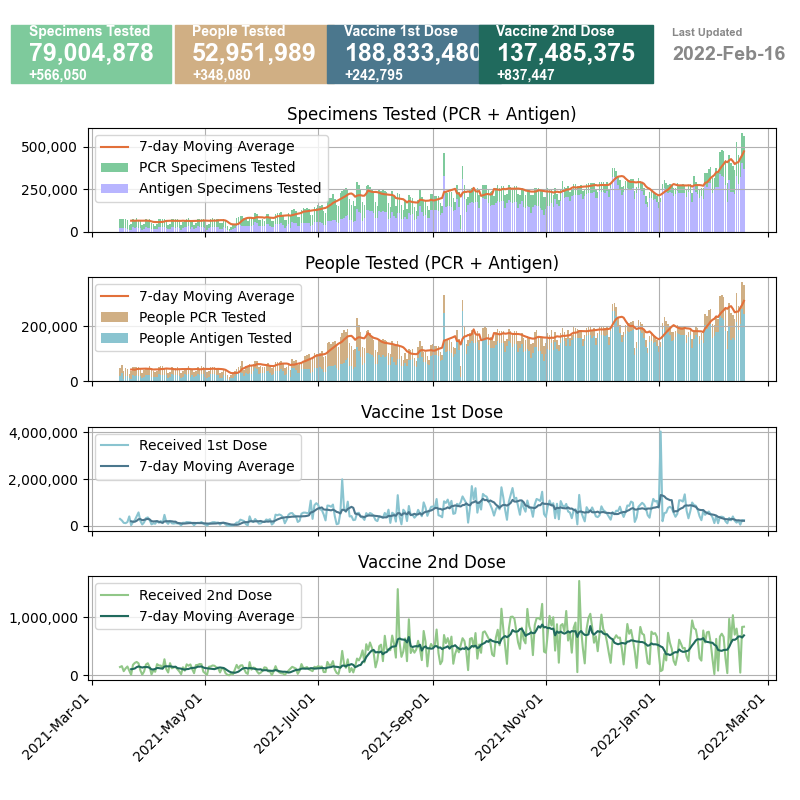 Specimens Tested
79,004,878
+566,050
People Tested
52,951,989
+348,080
Vaccine 1st Dose
188,833,480
+242,795
Vaccine 2nd Dose
137,485,375
+837,447
Last Updated
2022-Feb-16
Specimens Tested (PCR + Antigen)
500,000
250,000
0
7-day Moving Average
PCR Specimens Tested
Antigen Specimens Tested
People Tested (PCR + Antigen)
200,000
0
7-day Moving Average
People PCR Tested
People Antigen Tested
Vaccine 1st Dose
4,000,000
2,000,000
0
Received 1st Dose
7-day Moving Average
Vaccine 2nd Dose
1,000,000
0
Received 2nd Dose
7-day Moving Average
2021-Mar-01
2021-May-01
2021-Jul-01
2021-Sep-01
2021-Nov-01
2022-Jan-01
2022-Mar-01